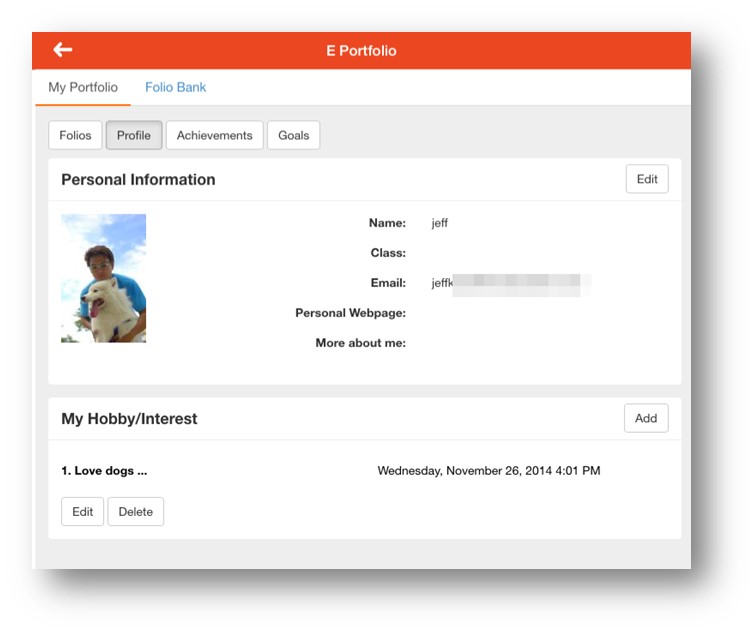 E Portfolio
My Portfolio Folio Bank
Folios Profile Achievements Goals
Personal Information Edit
Name: jeff
Class:
Email: jeffk
Personal Webpage:
More about me:
My Hobby/Interest Add
1. Love dogs ... Wednesday, November 26, 2014 4:01 PM
Edit Delete